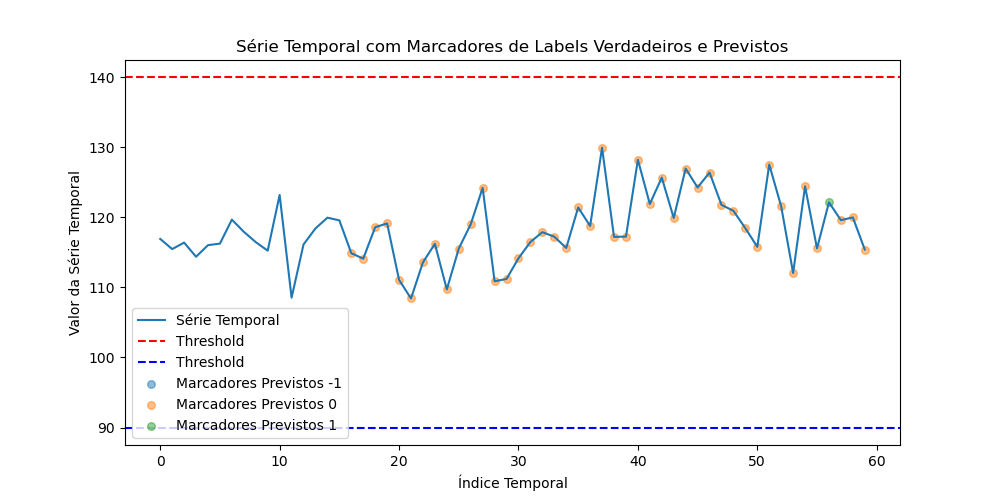 Série Temporal com Marcadores de Labels Verdadeiros e Previstos
140
130
120
110
100
90
Valor da Série Temporal
Série Temporal
Threshold
Threshold
Marcadores Previstos -1
Marcadores Previstos 0
Marcadores Previstos 1
0 10 20 30 40 50 60
Índice Temporal